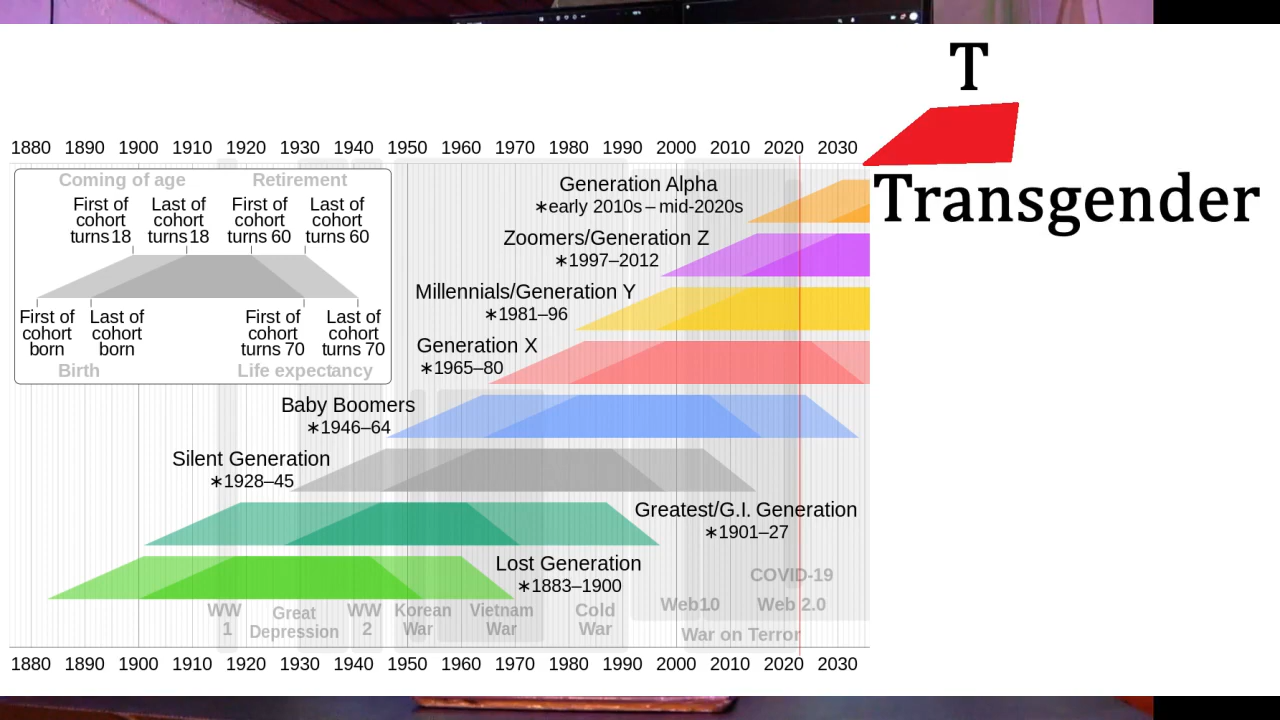 T
1880 1890 1900 1910 1920 1930 1940 1950 1960 1970 1980 1990 2000 2010 2020 2030
Transgender
Coming of age Retirement
First of cohort turns 18
Last of cohort turns 18
First of cohort turns 60
Last of cohort turns 60
First of cohort born
Last of cohort born
First of cohort turns 70
Last of cohort turns 70
Birth Life expectancy
Generation Alpha
∗early 2010s – mid-2020s
Zoomers/Generation Z
∗1997–2012
Millennials/Generation Y
∗1981–96
Generation X
∗1965–80
Baby Boomers
∗1946–64
Silent Generation
∗1928–45
Greatest/G.I. Generation
∗1901–27
Lost Generation
∗1883–1900
WW 1
Great Depression
WW 2
Korean War
Vietnam War
Cold War
Web10
COVID-19
Web 2.0
War on Terror
1880 1890 1900 1910 1920 1930 1940 1950 1960 1970 1980 1990 2000 2010 2020 2030